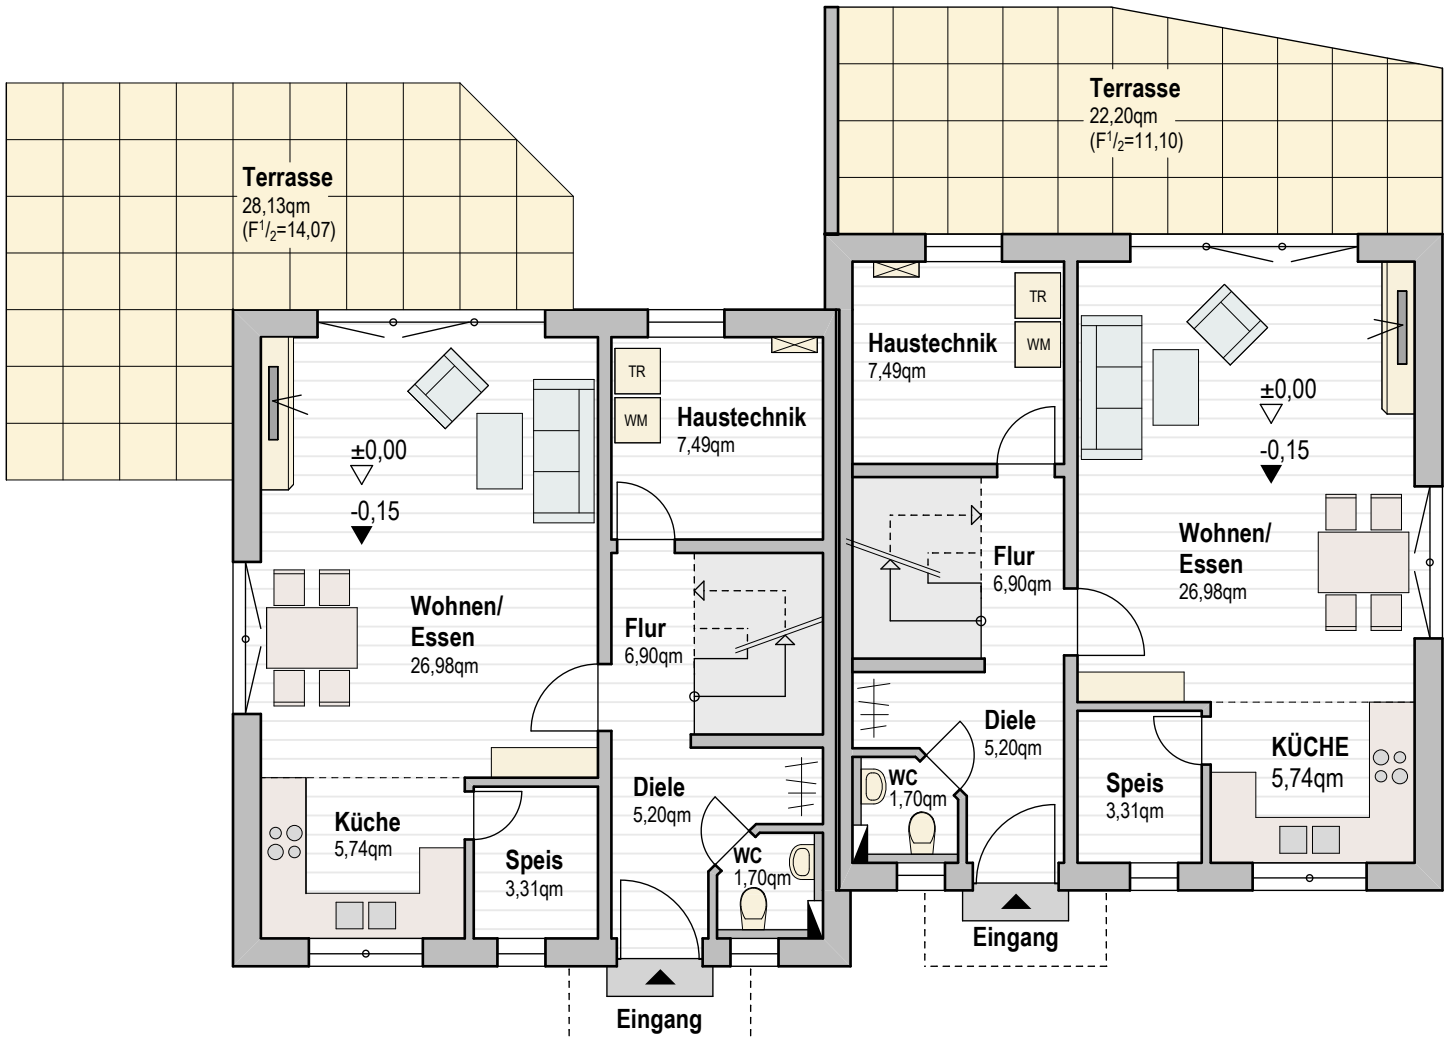 Terrasse
28,13qm
(F1/2=14,07)
TR
WM
Haustechnik
7,49qm
±0,00
-0,15
Wohnen/
Essen
26,98qm
Flur
6,90qm
Diele
5,20qm
Küche
5,74qm
Speis
3,31qm
WC
1,70qm
Eingang
Terrasse
22,20qm
(F1/2=11,10)
TR
WM
Haustechnik
7,49qm
±0,00
-0,15
Wohnen/
Essen
26,98qm
Flur
6,90qm
Diele
5,20qm
KÜCHE
5,74qm
Speis
3,31qm
WC
1,70qm
Eingang